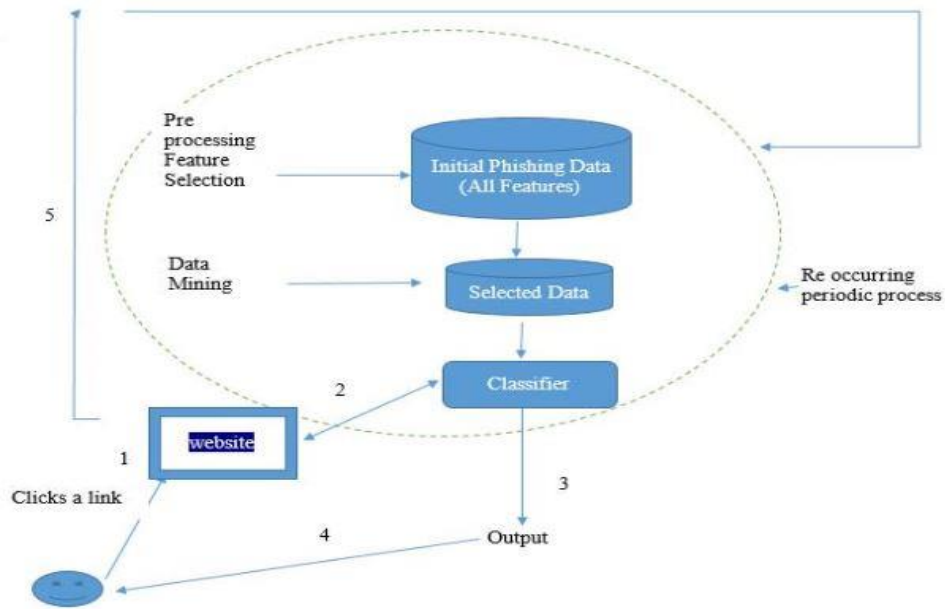 Pre
processing
Feature
Selection
Initial Phishing Data
(All Features)
5
Data
Mining
Selected Data
Re occurring
periodic process
Classifier
2
website
1
3
Clicks a link
4
Output